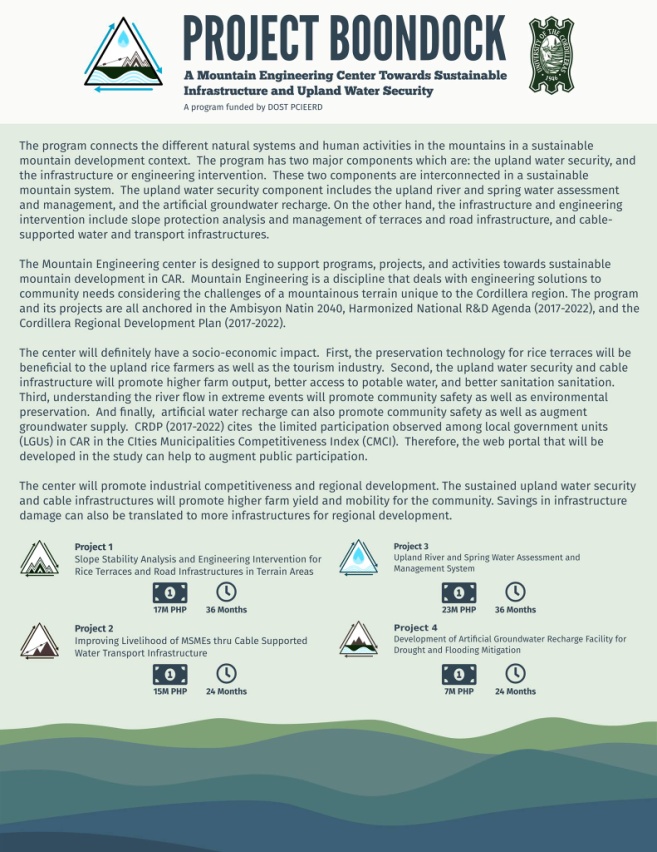 PROJECT BOONDOCK
A Mountain Engineering Center Towards Sustainable
Infrastructure and Upland Water Security
A program funded by DOST PCIEERD
UNIVERSITY OF THE CORDILLERAS
1946
The program connects the different natural systems and human activities in the mountains in a sustainable
mountain development context. The program has two major components which are: the upland water security, and
the infrastructure or engineering intervention. These two components are interconnected in a sustainable
mountain system. The upland water security component includes the upland river and spring water assessment
and management, and the artificial groundwater recharge. On the other hand, the infrastructure and engineering
intervention include slope protection analysis and management of terraces and road infrastructure, and cable-
supported water and transport infrastructures.
The Mountain Engineering center is designed to support programs, projects, and activities towards sustainable
mountain development in CAR. Mountain Engineering is a discipline that deals with engineering solutions to
community needs considering the challenges of a mountainous terrain unique to the Cordillera region. The program
and its projects are all anchored in the Ambisyon Natin 2040, Harmonized National R&D Agenda (2017-2022), and the
Cordillera Regional Development Plan (2017-2022).
The center will definitely have a socio-economic impact. First, the preservation technology for rice terraces will be
beneficial to the upland rice farmers as well as the tourism industry. Second, the upland water security and cable
infrastructure will promote higher farm output, better access to potable water, and better sanitation sanitation.
Third, understanding the river flow in extreme events will promote community safety as well as environmental
preservation. And finally, artificial water recharge can also promote community safety as well as augment
groundwater supply. CRDP (2017-2022) cites the limited participation observed among local government units
(LGUs) in CAR in the CIties Municipalities Competitiveness Index (CMCI). Therefore, the web portal that will be
developed in the study can help to augment public participation.
The center will promote industrial competitiveness and regional development. The sustained upland water security
and cable infrastructures will promote higher farm yield and mobility for the community. Savings in infrastructure
damage can also be translated to more infrastructures for regional development.
Project 1
Slope Stability Analysis and Engineering Intervention for
Rice Terraces and Road Infrastructures in Terrain Areas
1
17M PHP 36 Months
Project 2
Improving Livelihood of MSMEs thru Cable Supported
Water Transport Infrastructure
1
15M PHP 24 Months
Project 3
Upland River and Spring Water Assessment and
Management System
1
23M PHP 36 Months
Project 4
Development of Artificial Groundwater Recharge Facility for
Drought and Flooding Mitigation
1
7M PHP 24 Months